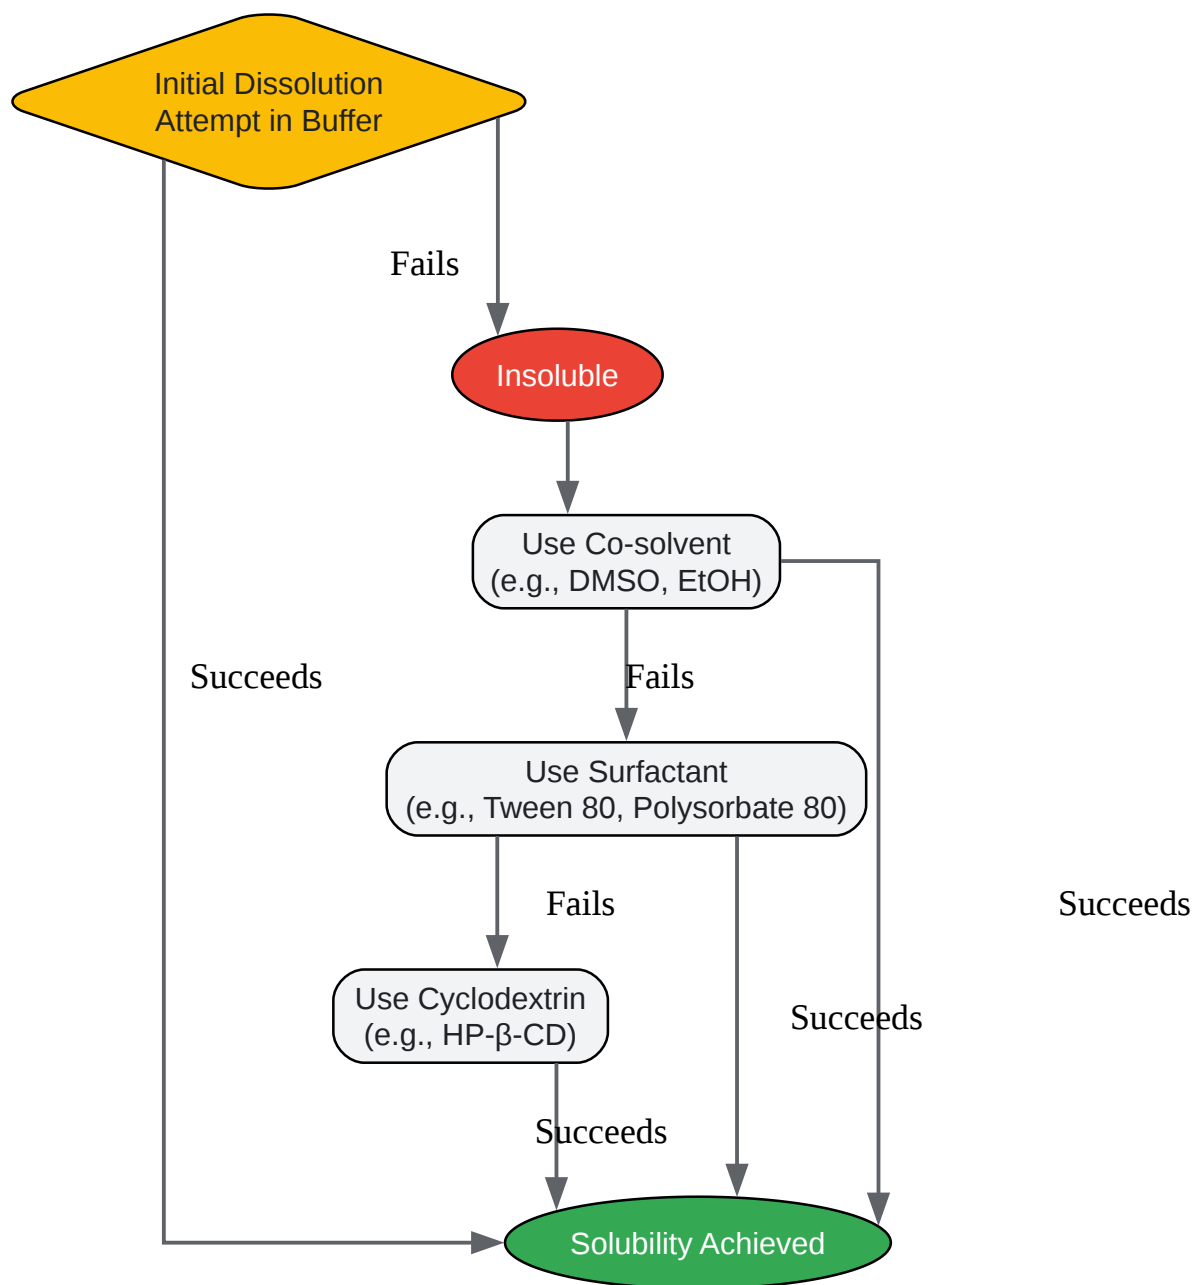 Initial Dissolution
Attempt in Buffer
Fails
Insoluble
Use Co-solvent
(e.g., DMSO, EtOH)
Succeeds
Fails
Use Surfactant
(e.g., Tween 80, Polysorbate 80)
Fails
Succeeds
Use Cyclodextrin
(e.g., HP-β-CD)
Succeeds
Succeeds
Solubility Achieved